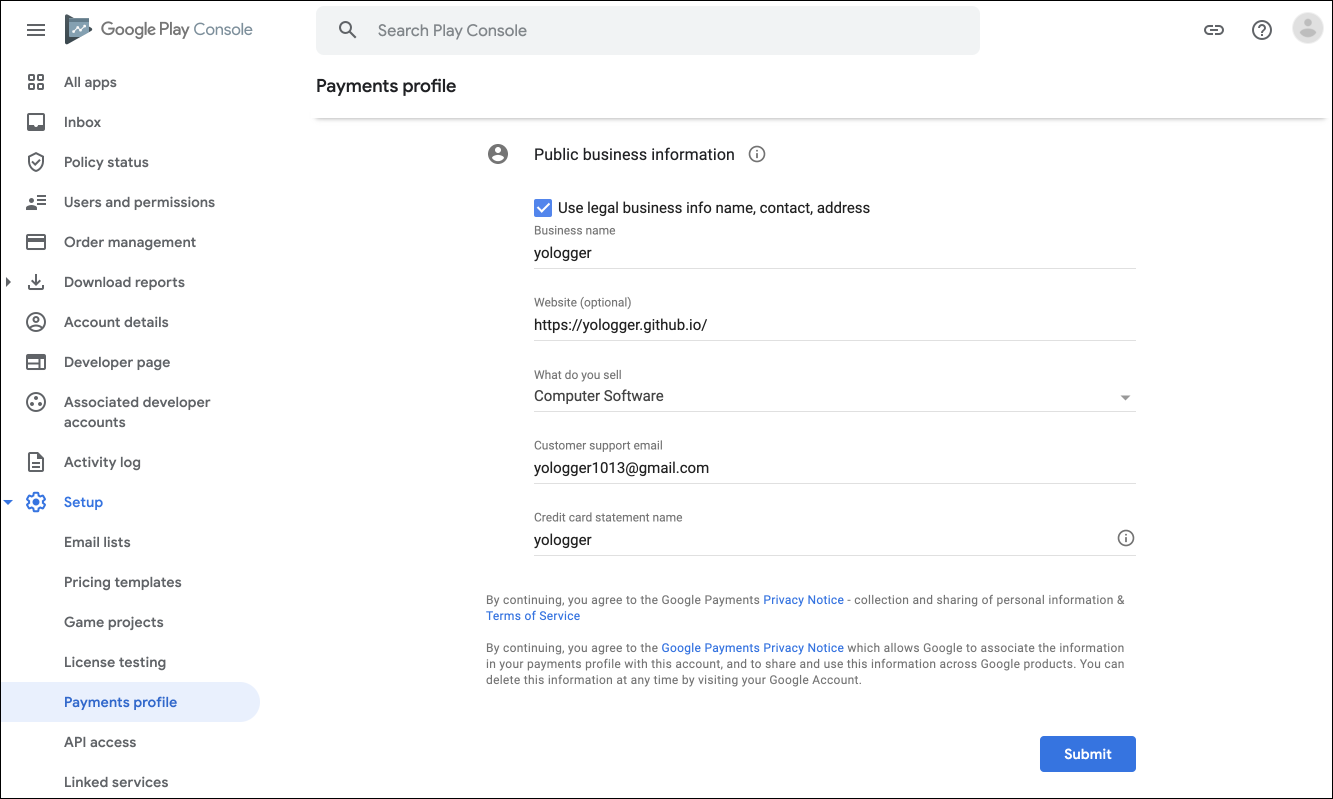 Google Play Console
Search Play Console
All apps
Inbox
Policy status
Users and permissions
Order management
Download reports
Account details
Developer page
Associated developer
accounts
Activity log
Setup
Email lists
Pricing templates
Game projects
License testing
Payments profile
API access
Linked services
Payments profile
Public business information
Use legal business info name, contact, address
Business name
yologger
Website (optional)
https://yologger.github.io/
What do you sell
Computer Software
Customer support email
yologger1013@gmail.com
Credit card statement name
yologger
By continuing, you agree to the Google Payments Privacy Notice - collection and sharing of personal information &
Terms of Service
By continuing, you agree to the Google Payments Privacy Notice which allows Google to associate the information
in your payments profile with this account, and to share and use this information across Google products. You can
delete this information at any time by visiting your Google Account.
Submit